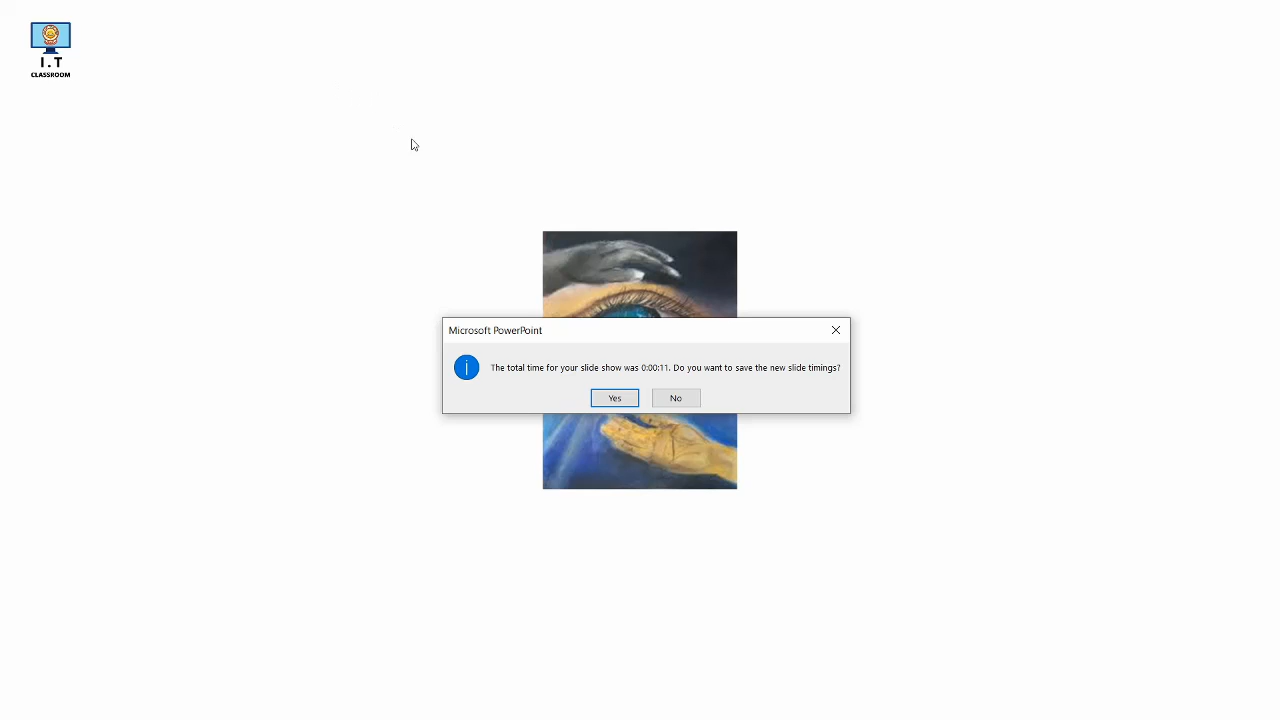 I.T
CLASSROOM
Microsoft PowerPoint
The total time for your slide show was 0:00:11. Do you want to save the new slide timings?
Yes
No